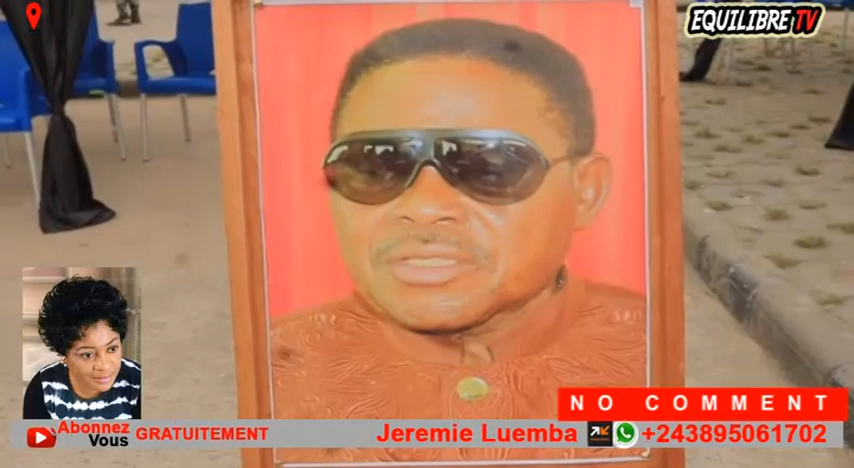 EQUILIBRE TV
NO COMMENT
Abonnez
Vous
GRATUITEMENT
Jeremie Luemba
+243895061702